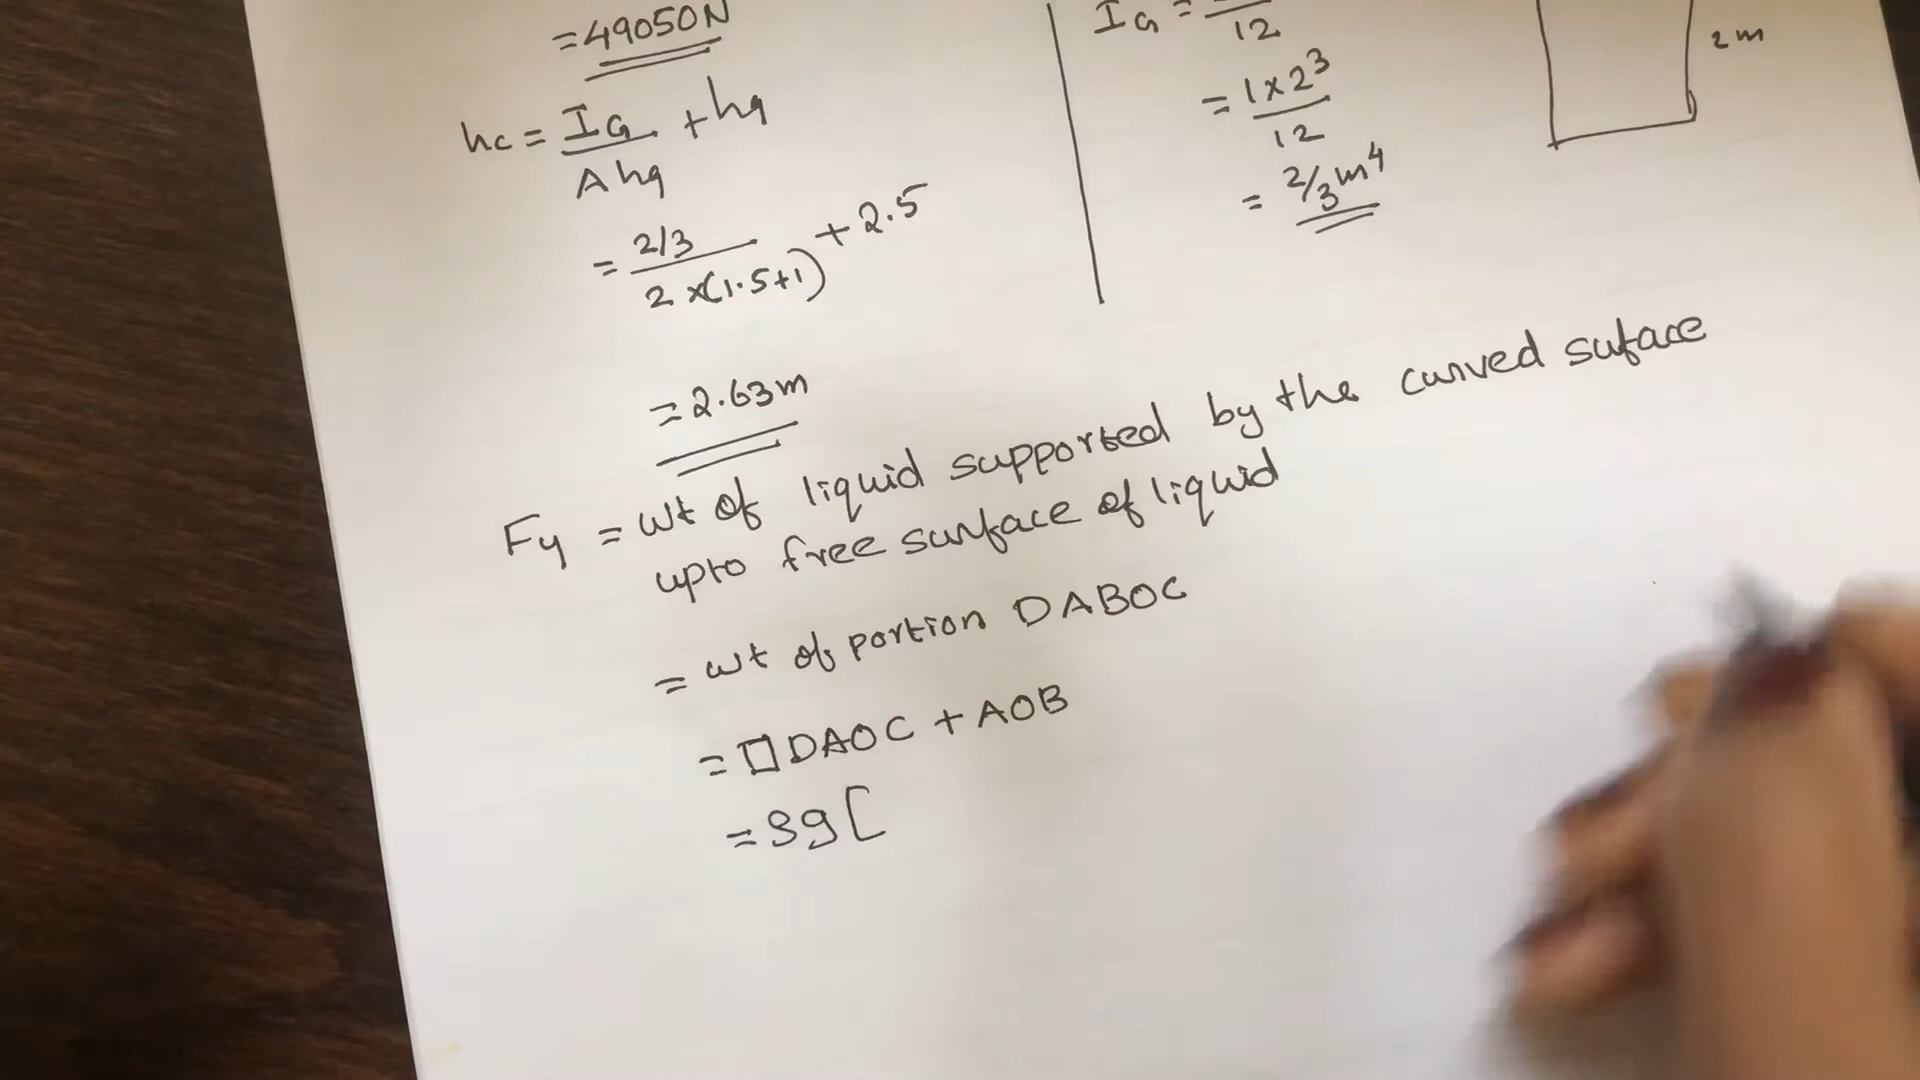 =49050N
hc = IG/Ahg + hg
= 2/3 / 2×(1.5+1) + 2.5
= 2.63m
IG = /12
= 1×2³/12
= 2/3 m⁴
2m
Fy = wt of liquid supported by the curved suface
upto free surface of liquid
= wt of portion DABOC
= □DAOC + AOB
= ρg [